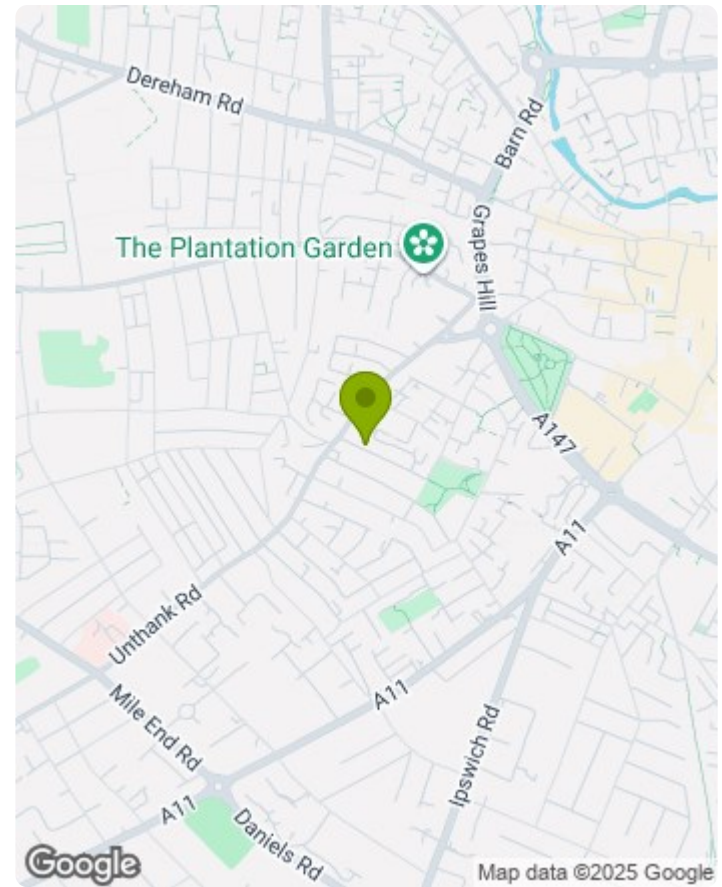 Dereham Rd
Barn Rd
The Plantation Garden
Grapes Hill
A147
A11
Unthank Rd
A11
Mile End Rd
Ipswich Rd
A11
Daniels Rd
Google
Map data ©2025 Google